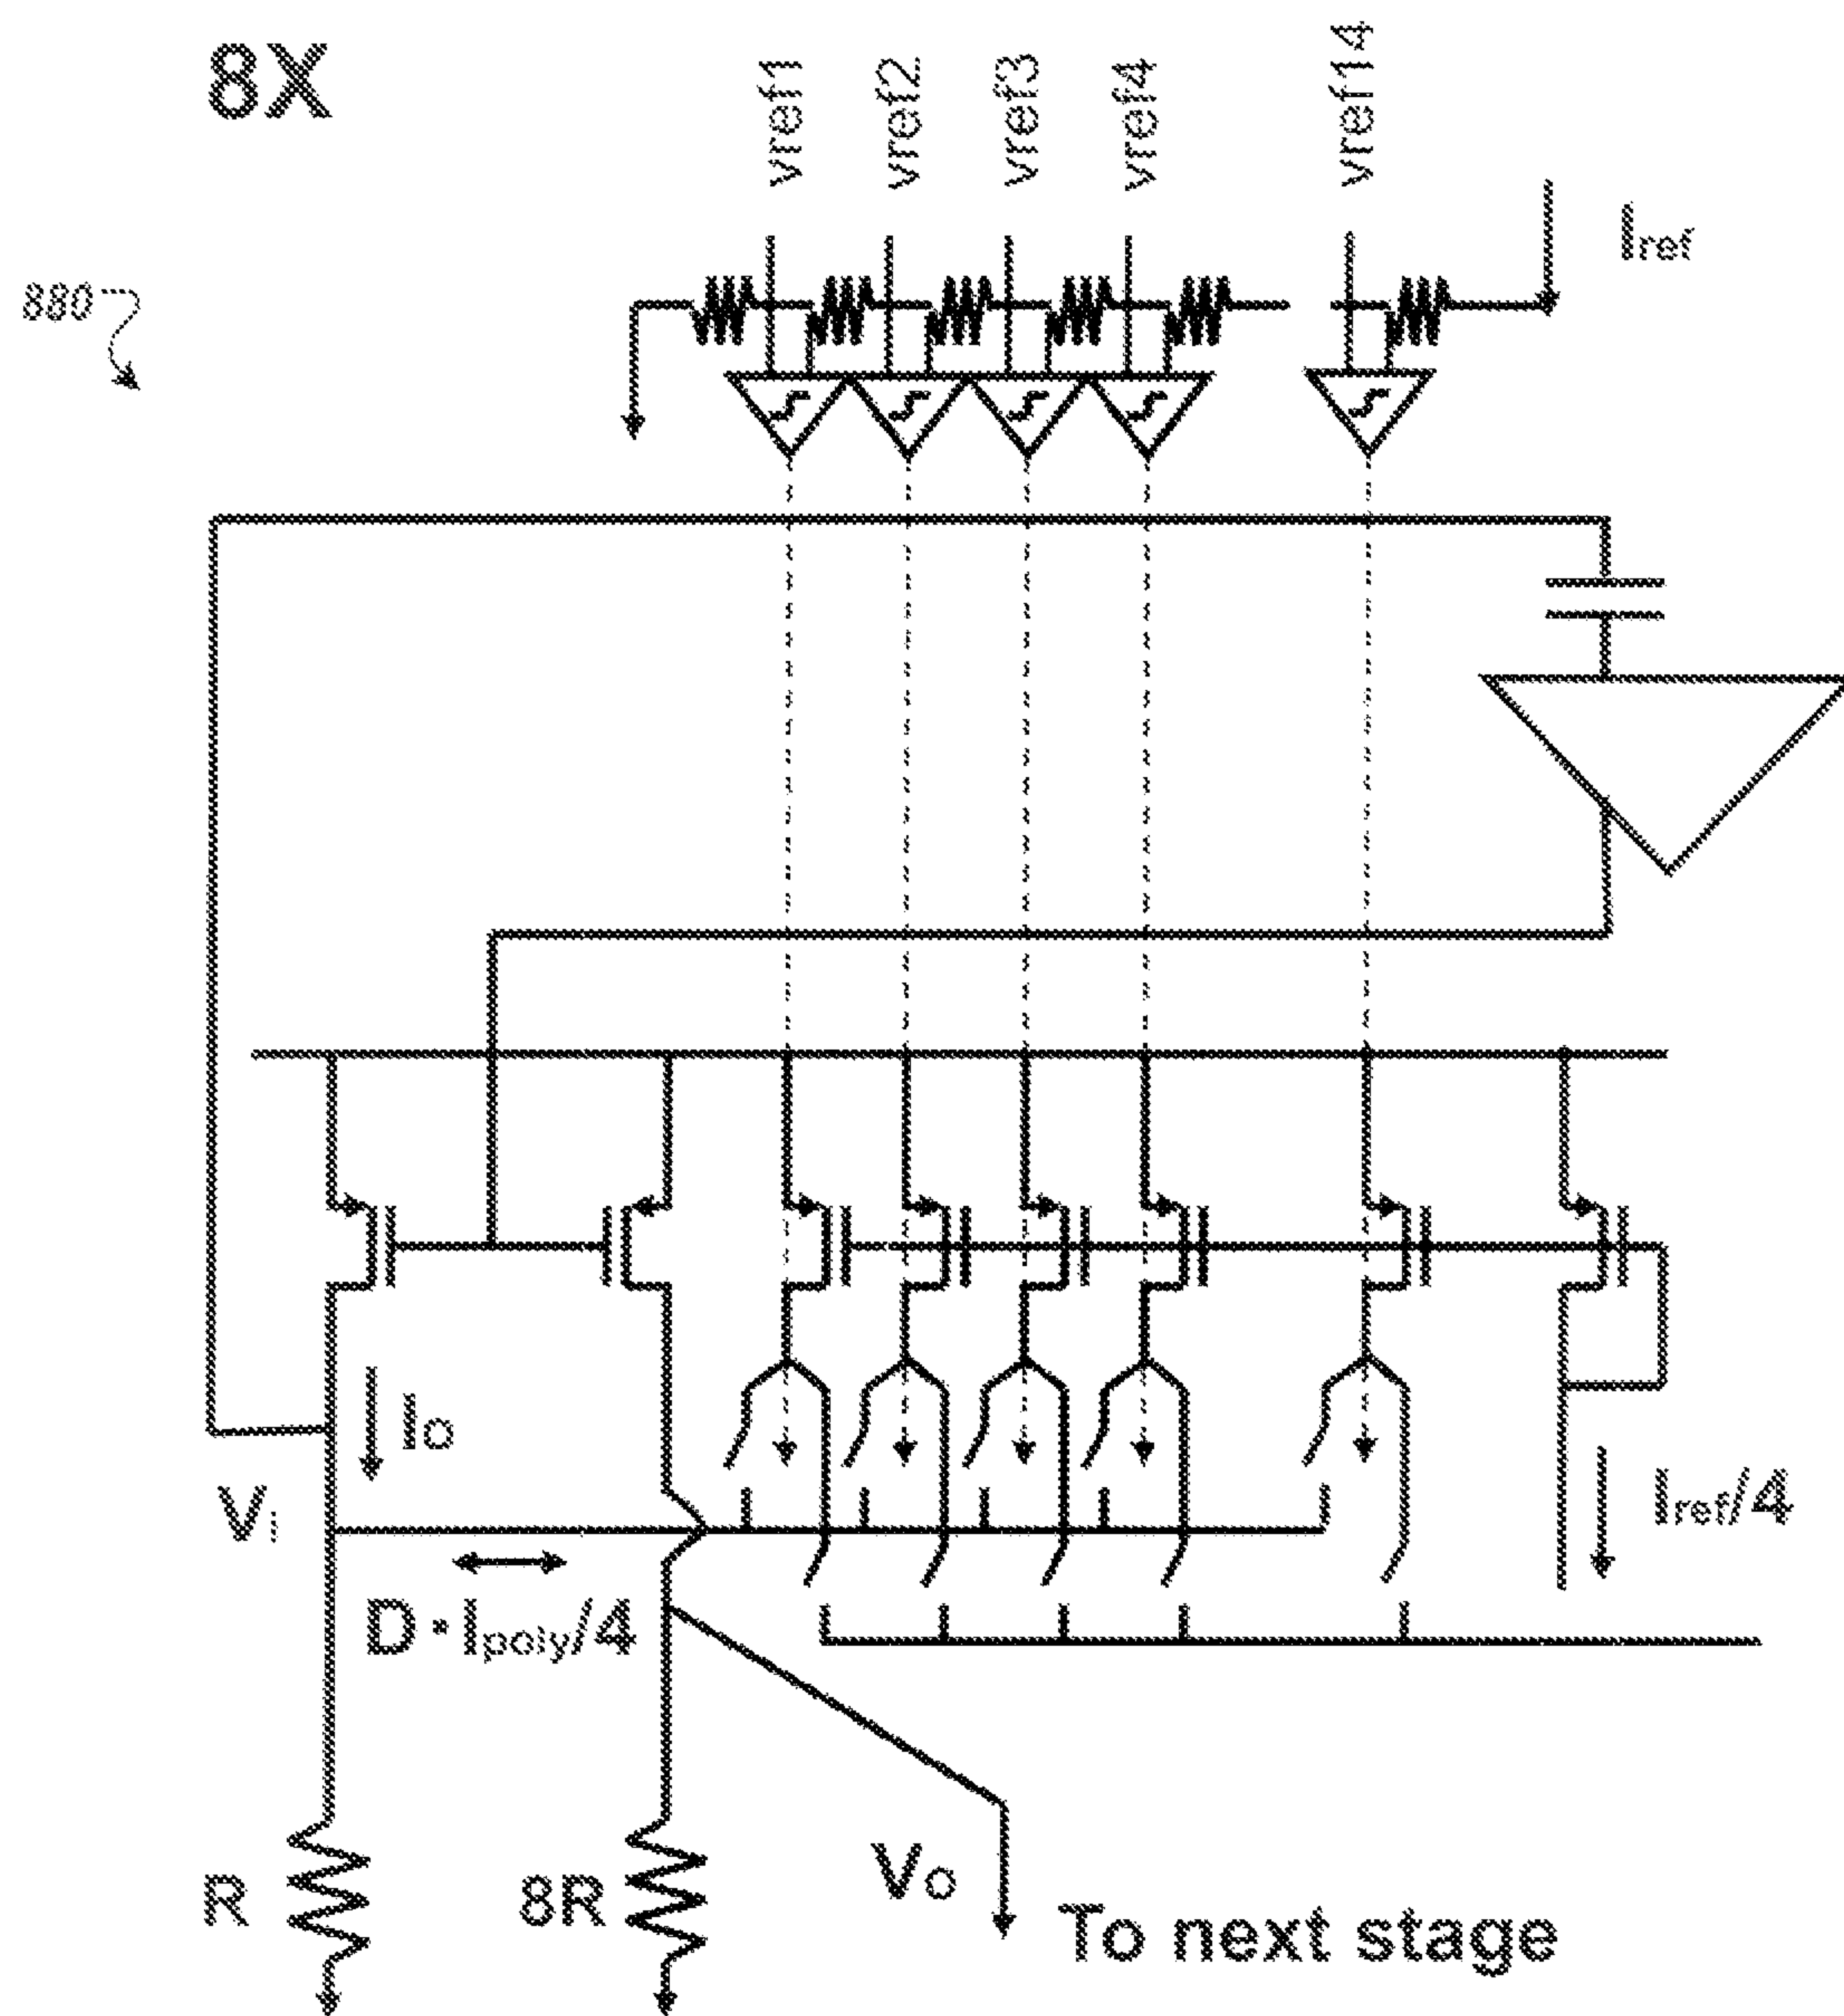 8X
vref1
vref2
vref3
vref4
vref14
Iref
880
IO
Vi
Iref/4
D·Ipoly/4
R
8R
VO
To next stage